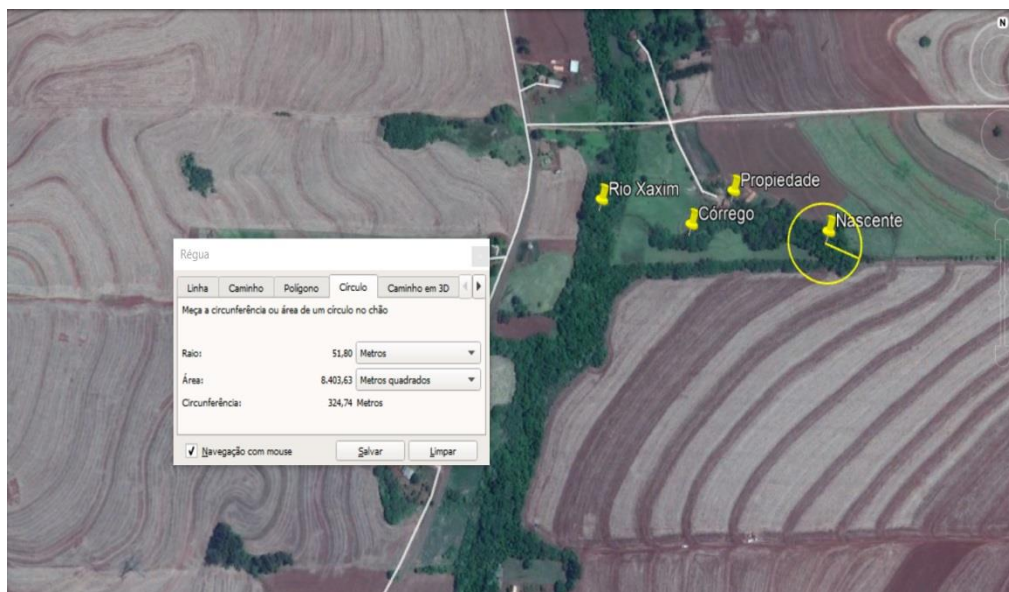 N
Propiedade
Rio Xaxim
Córrego
Nascente
Régua
Linha Caminho Polígono Círculo Caminho em 3D
Meça a circunferência ou área de um círculo no chão
Raio: 51,80 Metros
Área: 8.403,63 Metros quadrados
Circunferência: 324,74 Metros
Navegação com mouse Salvar Limpar